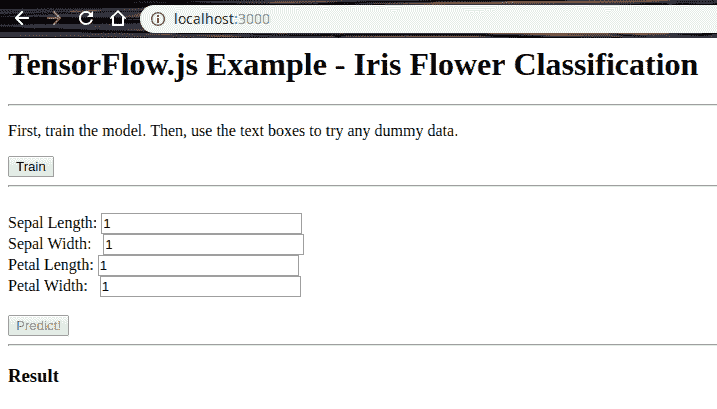 localhost:3000
TensorFlow.js Example - Iris Flower Classification
First, train the model. Then, use the text boxes to try any dummy data.
Train
Sepal Length: 1
Sepal Width: 1
Petal Length: 1
Petal Width: 1
Predict!
Result